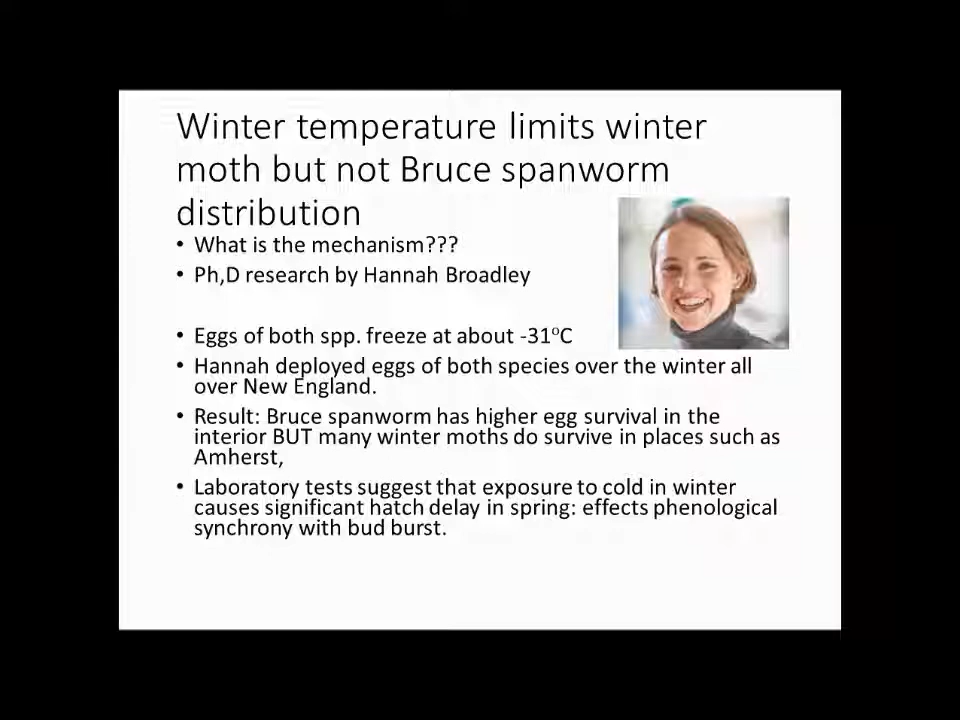 Winter temperature limits winter
moth but not Bruce spanworm
distribution
• What is the mechanism???
• Ph,D research by Hannah Broadley
• Eggs of both spp. freeze at about -31ºC
• Hannah deployed eggs of both species over the winter all
over New England.
• Result: Bruce spanworm has higher egg survival in the
interior BUT many winter moths do survive in places such as
Amherst,
• Laboratory tests suggest that exposure to cold in winter
causes significant hatch delay in spring: effects phenological
synchrony with bud burst.